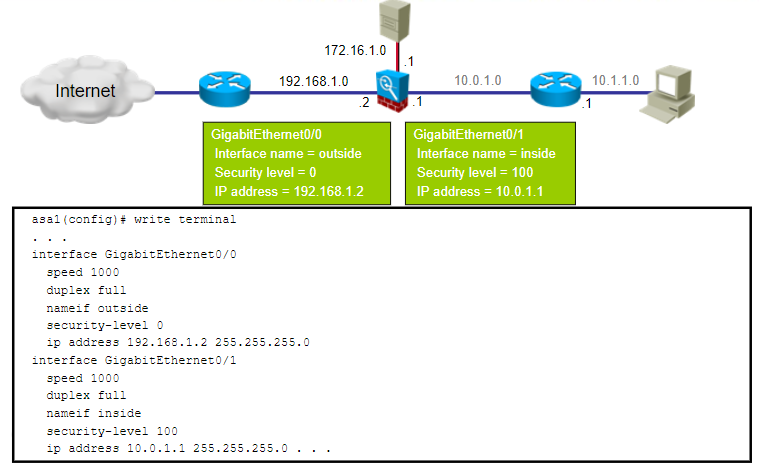 172.16.1.0
.1
Internet
192.168.1.0
10.0.1.0
10.1.1.0
.2
.1
.1
GigabitEthernet0/0
Interface name = outside
Security level = 0
IP address = 192.168.1.2
GigabitEthernet0/1
Interface name = inside
Security level = 100
IP address = 10.0.1.1
asa1(config)# write terminal
. . .
interface GigabitEthernet0/0
speed 1000
duplex full
nameif outside
security-level 0
ip address 192.168.1.2 255.255.255.0
interface GigabitEthernet0/1
speed 1000
duplex full
nameif inside
security-level 100
ip address 10.0.1.1 255.255.255.0 . . .